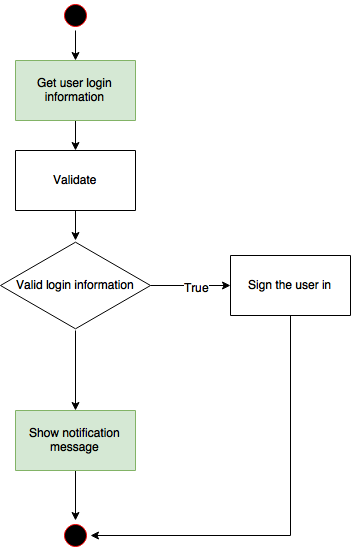 Get user login
information
Validate
Valid login information
True
Sign the user in
Show notification
message